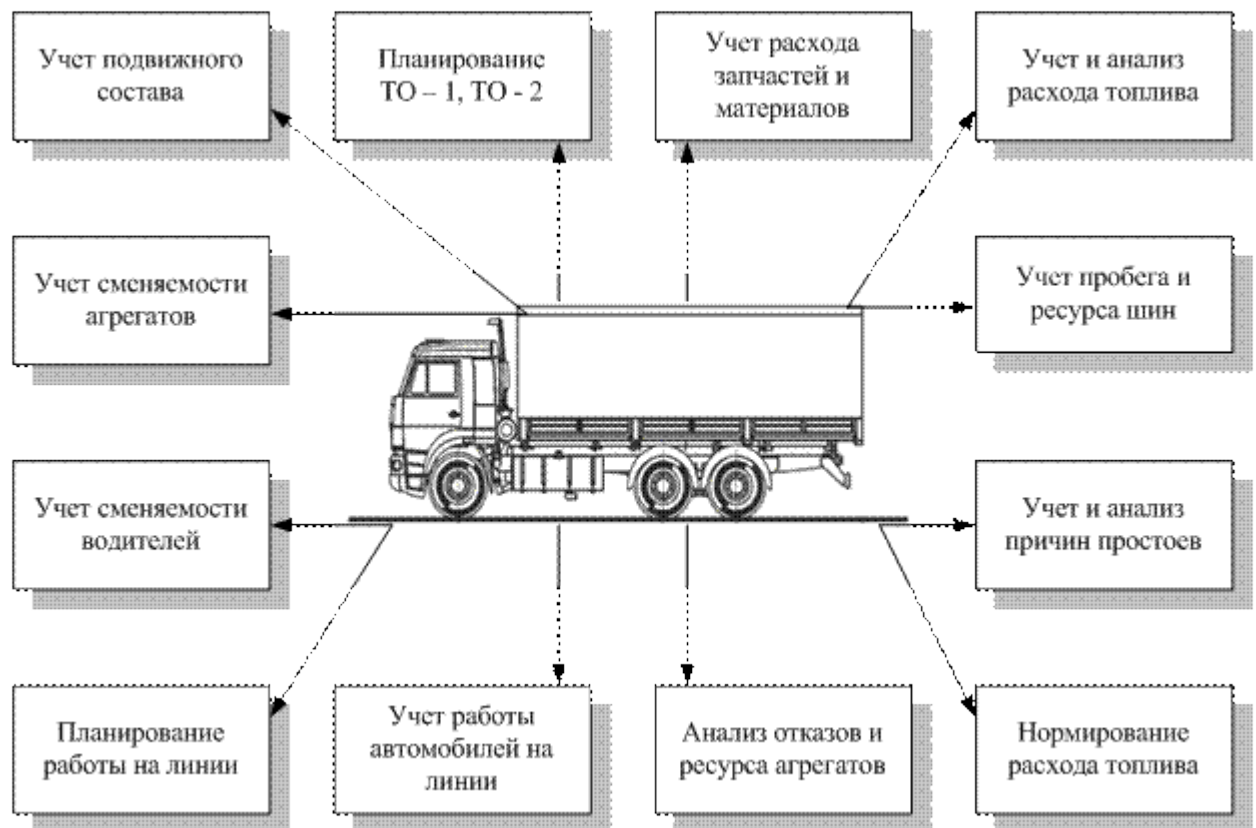 Учет подвижного
состава
Планирование
ТО – 1, ТО - 2
Учет расхода
запчастей и
материалов
Учет и анализ
расхода топлива
Учет сменяемости
агрегатов
Учет пробега и
ресурса шин
Учет сменяемости
водителей
Учет и анализ
причин простоев
Планирование
работы на линии
Учет работы
автомобилей на
линии
Анализ отказов и
ресурса агрегатов
Нормирование
расхода топлива